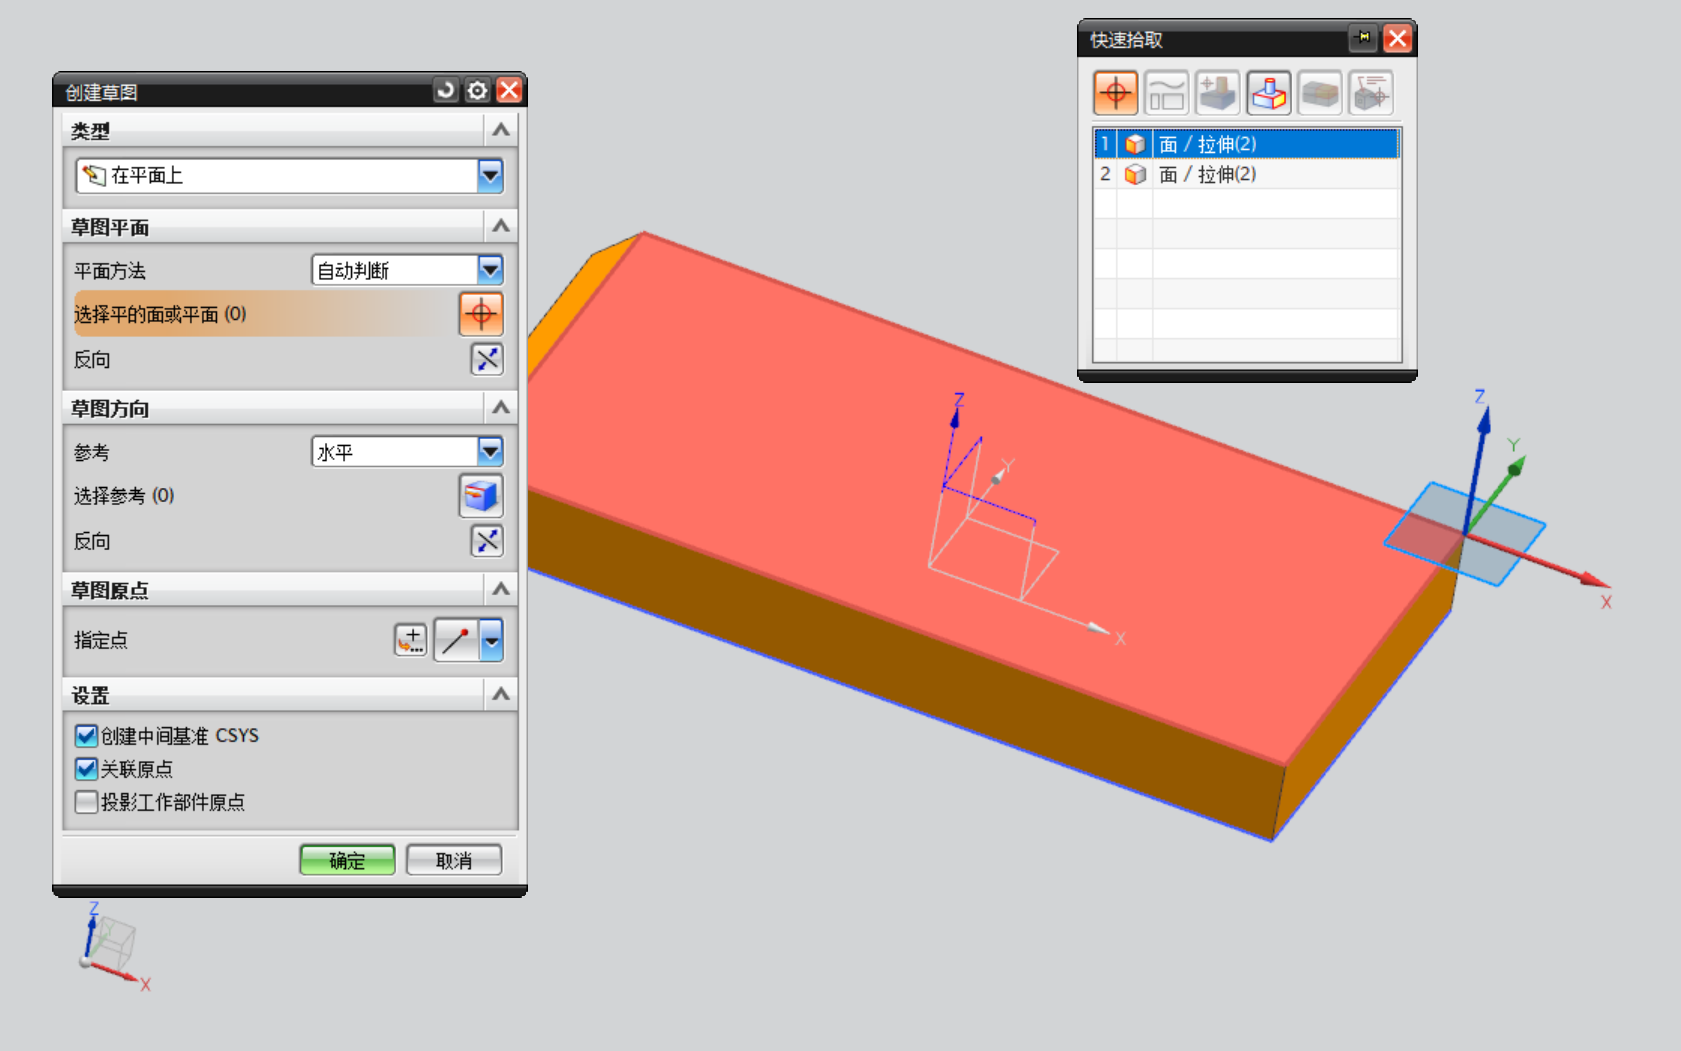 创建草图
类型
在平面上
草图平面
平面方法 自动判断
选择平的面或平面 (0)
反向
草图方向
参考 水平
选择参考 (0)
反向
草图原点
指定点
设置
创建中间基准 CSYS
关联原点
投影工作部件原点
确定 取消
快速拾取
1 面 / 拉伸(2)
2 面 / 拉伸(2)
Z
Y
X
Z
Y
X
Z
Y
X